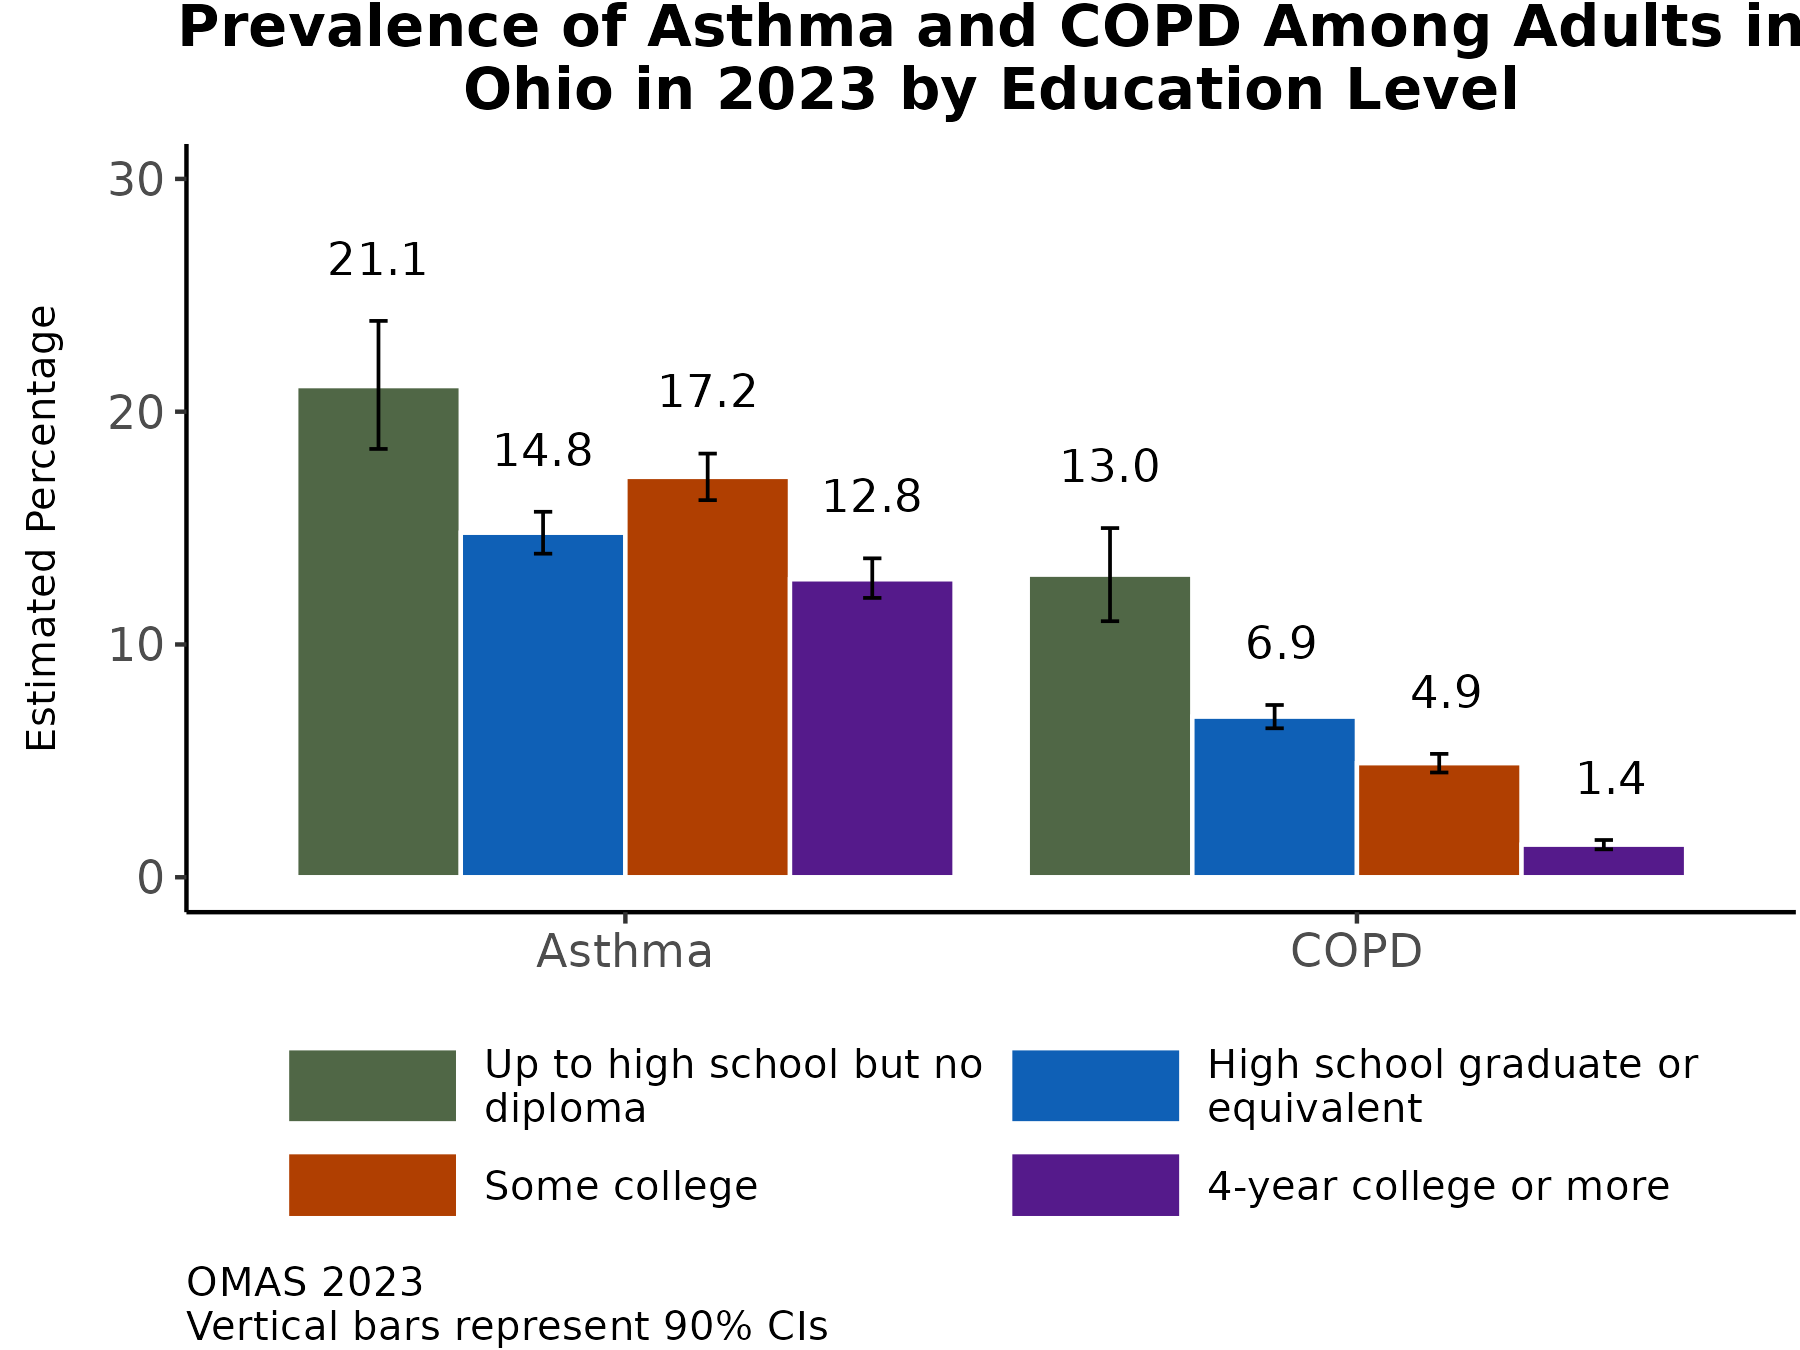 Prevalence of Asthma and COPD Among Adults in
Ohio in 2023 by Education Level
Estimated Percentage
30
20
10
0
21.1
14.8
17.2
12.8
13.0
6.9
4.9
1.4
Asthma
COPD
Up to high school but no
diploma
High school graduate or
equivalent
Some college
4-year college or more
OMAS 2023
Vertical bars represent 90% CIs